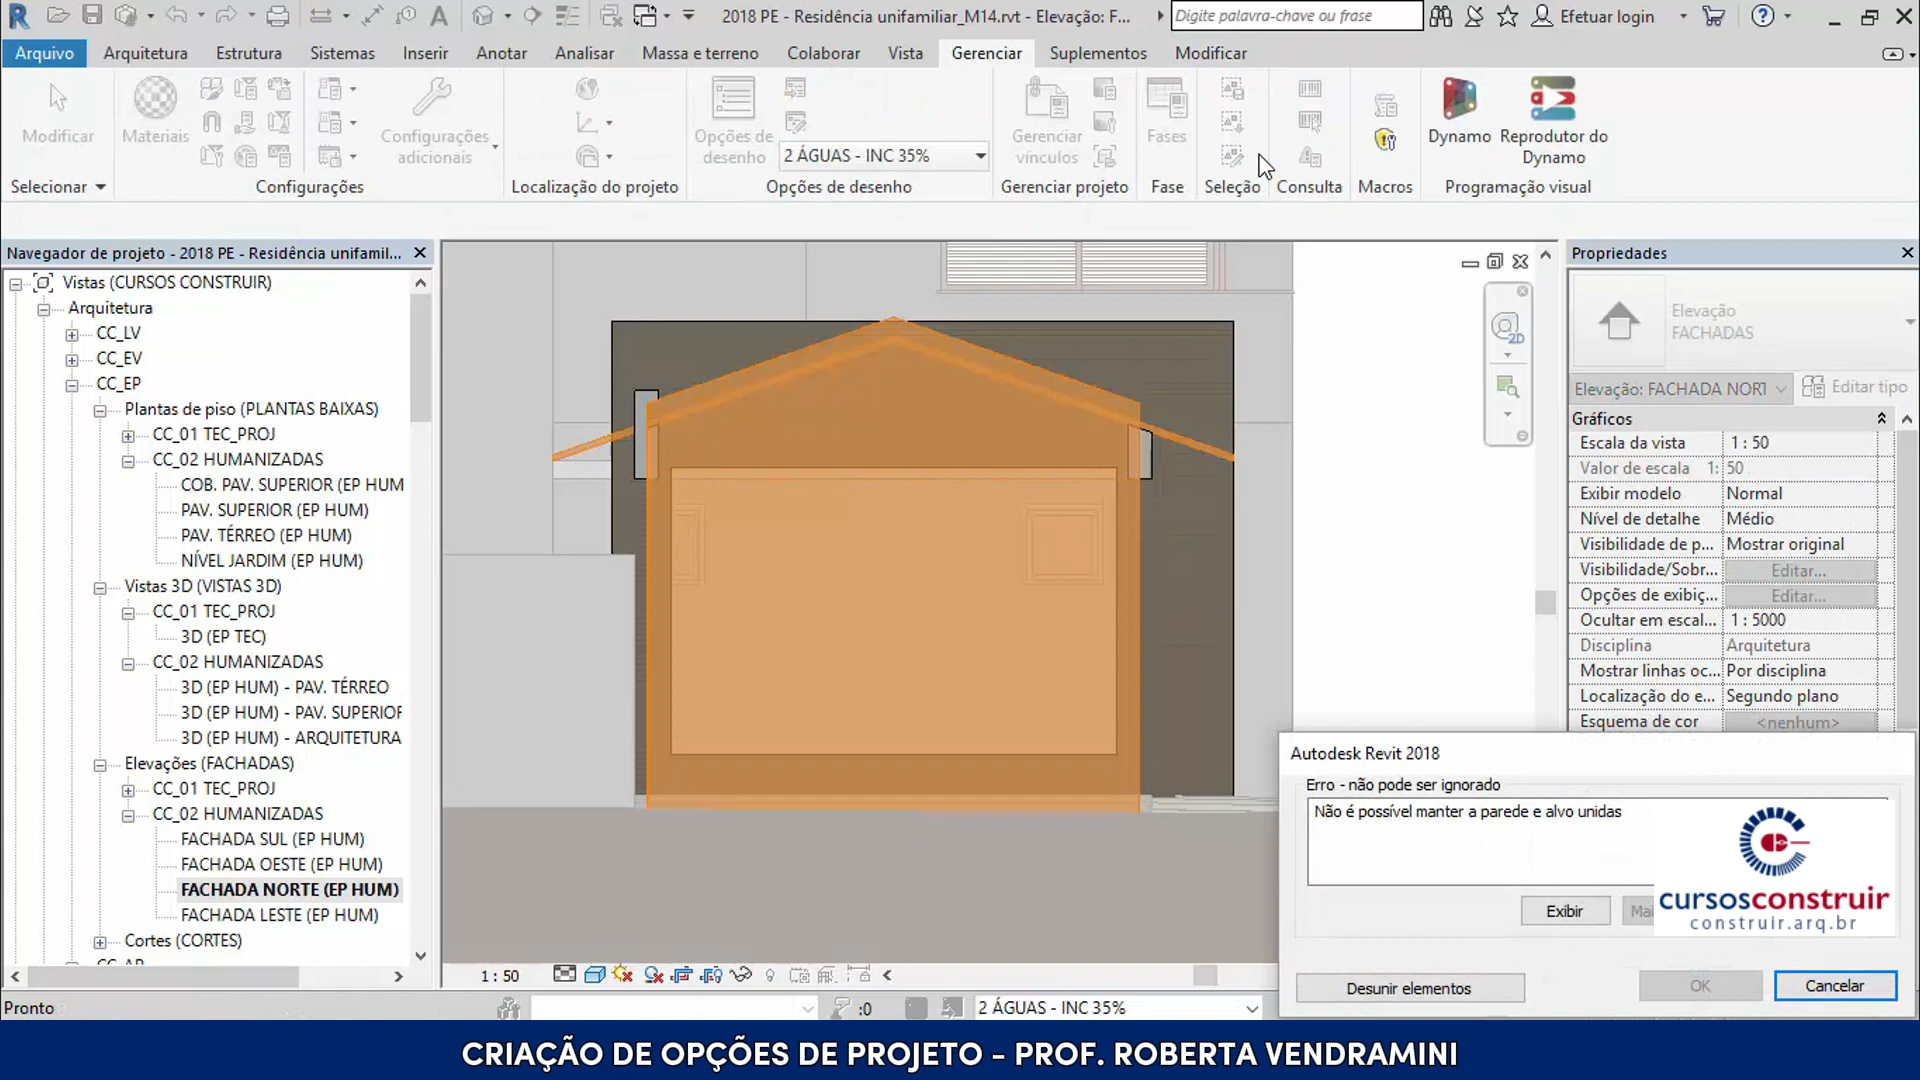 2018 PE - Residência unifamiliar_M14.rvt - Elevação: F...
Digite palavra-chave ou frase
Efetuar login
Arquivo
Arquitetura
Estrutura
Sistemas
Inserir
Anotar
Analisar
Massa e terreno
Colaborar
Vista
Gerenciar
Suplementos
Modificar
Modificar
Materiais
Configurações
adicionais
Opções de
desenho
2 ÁGUAS - INC 35%
Gerenciar
vínculos
Fases
Dynamo
Reprodutor do
Dynamo
Selecionar
Configurações
Localização do projeto
Opções de desenho
Gerenciar projeto
Fase
Seleção
Consulta
Macros
Programação visual
Navegador de projeto - 2018 PE - Residência unifamil...
Vistas (CURSOS CONSTRUIR)
Arquitetura
CC_LV
CC_EV
CC_EP
Plantas de piso (PLANTAS BAIXAS)
CC_01 TEC_PROJ
CC_02 HUMANIZADAS
COB. PAV. SUPERIOR (EP HUM
PAV. SUPERIOR (EP HUM)
PAV. TÉRREO (EP HUM)
NÍVEL JARDIM (EP HUM)
Vistas 3D (VISTAS 3D)
CC_01 TEC_PROJ
3D (EP TEC)
CC_02 HUMANIZADAS
3D (EP HUM) - PAV. TÉRREO
3D (EP HUM) - PAV. SUPERIOR
3D (EP HUM) - ARQUITETURA
Elevações (FACHADAS)
CC_01 TEC_PROJ
CC_02 HUMANIZADAS
FACHADA SUL (EP HUM)
FACHADA OESTE (EP HUM)
FACHADA NORTE (EP HUM)
FACHADA LESTE (EP HUM)
Cortes (CORTES)
2D
Propriedades
Elevação
FACHADAS
Elevação: FACHADA NORT
Editar tipo
Gráficos
Escala da vista 1 : 50
Valor de escala 1: 50
Exibir modelo Normal
Nível de detalhe Médio
Visibilidade de p... Mostrar original
Visibilidade/Sobr... Editar...
Opções de exibiç... Editar...
Ocultar em escal... 1 : 5000
Disciplina Arquitetura
Mostrar linhas oc... Por disciplina
Localização do e... Segundo plano
Esquema de cor <nenhum>
Autodesk Revit 2018
Erro - não pode ser ignorado
Não é possível manter a parede e alvo unidas
Exibir
Mai
cursosconstruir
construir.arq.br
Desunir elementos
OK
Cancelar
1 : 50
Pronto
:0
2 ÁGUAS - INC 35%
CRIAÇÃO DE OPÇÕES DE PROJETO - PROF. ROBERTA VENDRAMINI